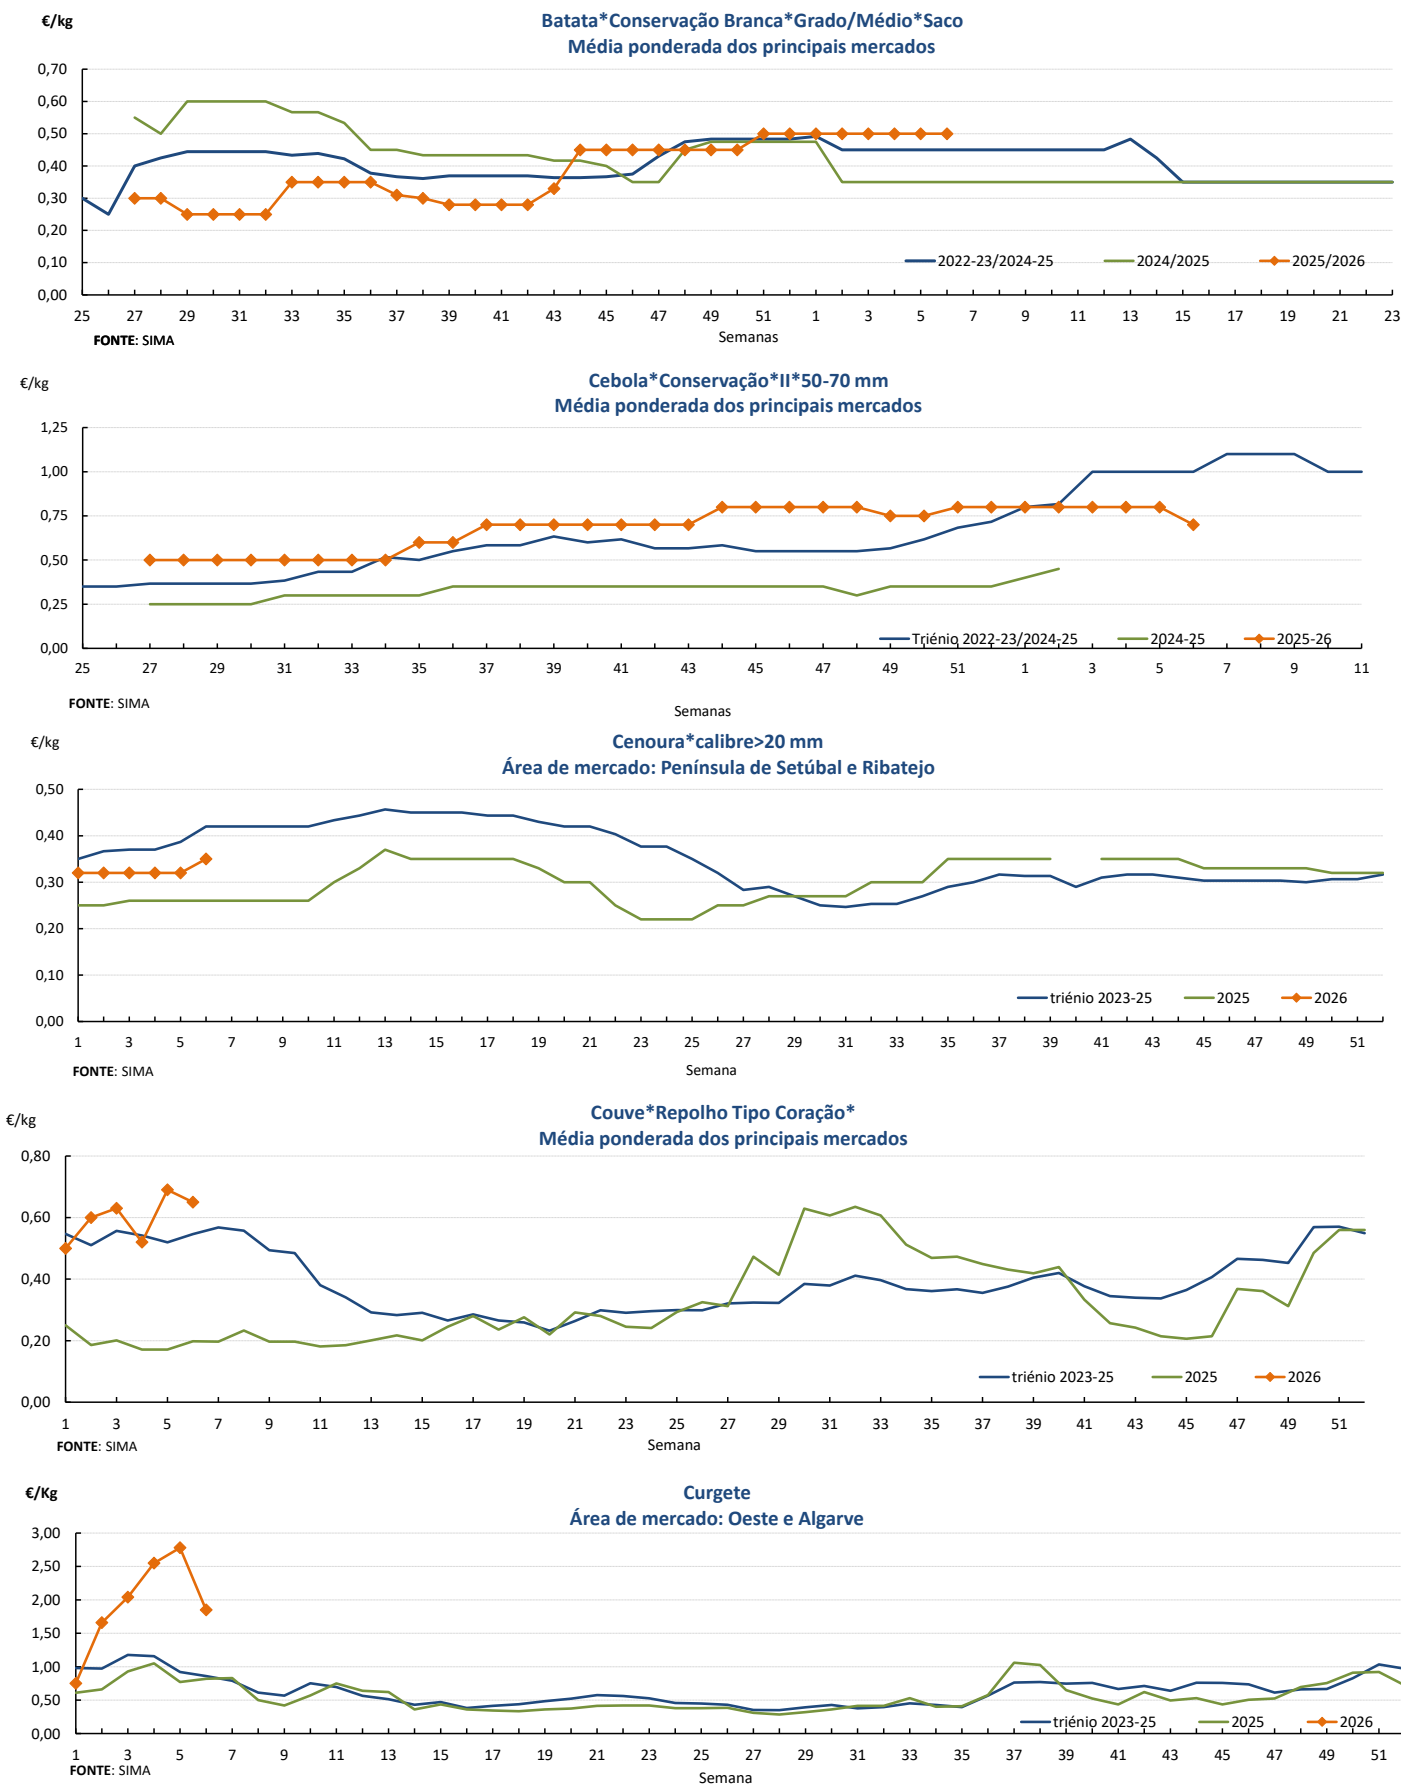 €/kg
Batata*Conservação Branca*Grado/Médio*Saco
Média ponderada dos principais mercados
0,70
0,60
0,50
0,40
0,30
0,20
0,10
0,00
2022-23/2024-25 2024/2025 2025/2026
25 27 29 31 33 35 37 39 41 43 45 47 49 51 1 3 5 7 9 11 13 15 17 19 21 23
Semanas
FONTE: SIMA
€/kg
Cebola*Conservação*II*50-70 mm
Média ponderada dos principais mercados
1,25
1,00
0,75
0,50
0,25
0,00
Triénio 2022-23/2024-25 2024-25 2025-26
25 27 29 31 33 35 37 39 41 43 45 47 49 51 1 3 5 7 9 11
FONTE: SIMA
Semanas
€/kg
Cenoura*calibre>20 mm
Área de mercado: Península de Setúbal e Ribatejo
0,50
0,40
0,30
0,20
0,10
0,00
triénio 2023-25 2025 2026
1 3 5 7 9 11 13 15 17 19 21 23 25 27 29 31 33 35 37 39 41 43 45 47 49 51
Semana
FONTE: SIMA
€/kg
Couve*Repolho Tipo Coração*
Média ponderada dos principais mercados
0,80
0,60
0,40
0,20
0,00
triénio 2023-25 2025 2026
1 3 5 7 9 11 13 15 17 19 21 23 25 27 29 31 33 35 37 39 41 43 45 47 49 51
Semana
FONTE: SIMA
€/Kg
Curgete
Área de mercado: Oeste e Algarve
3,00
2,50
2,00
1,50
1,00
0,50
0,00
triénio 2023-25 2025 2026
1 3 5 7 9 11 13 15 17 19 21 23 25 27 29 31 33 35 37 39 41 43 45 47 49 51
FONTE: SIMA
Semana